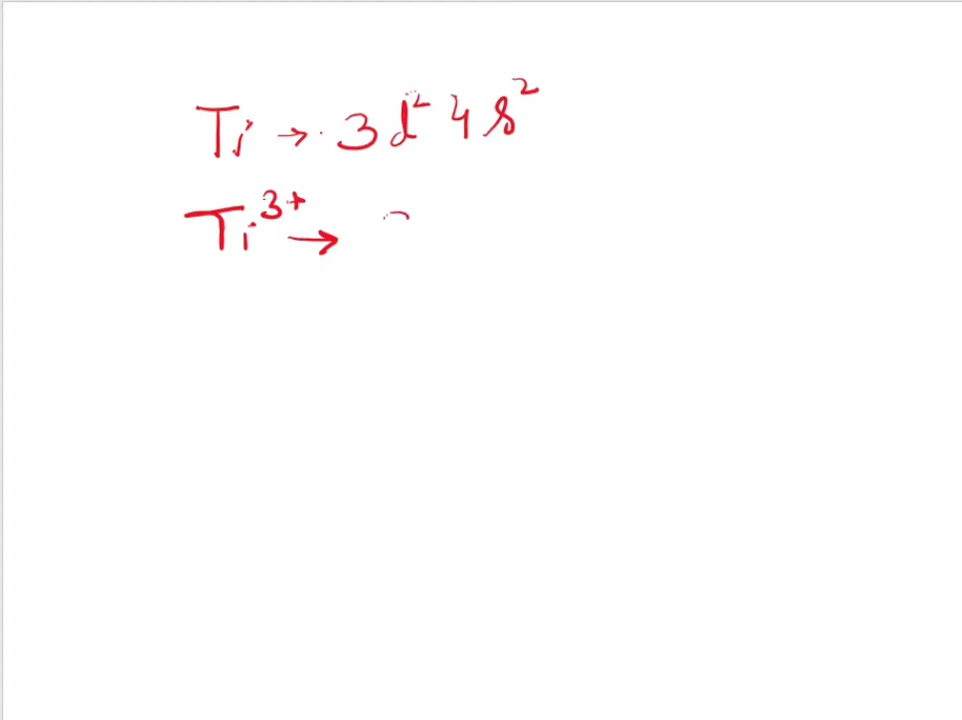 Ti → 3d² 4s²
Ti³⁺ →